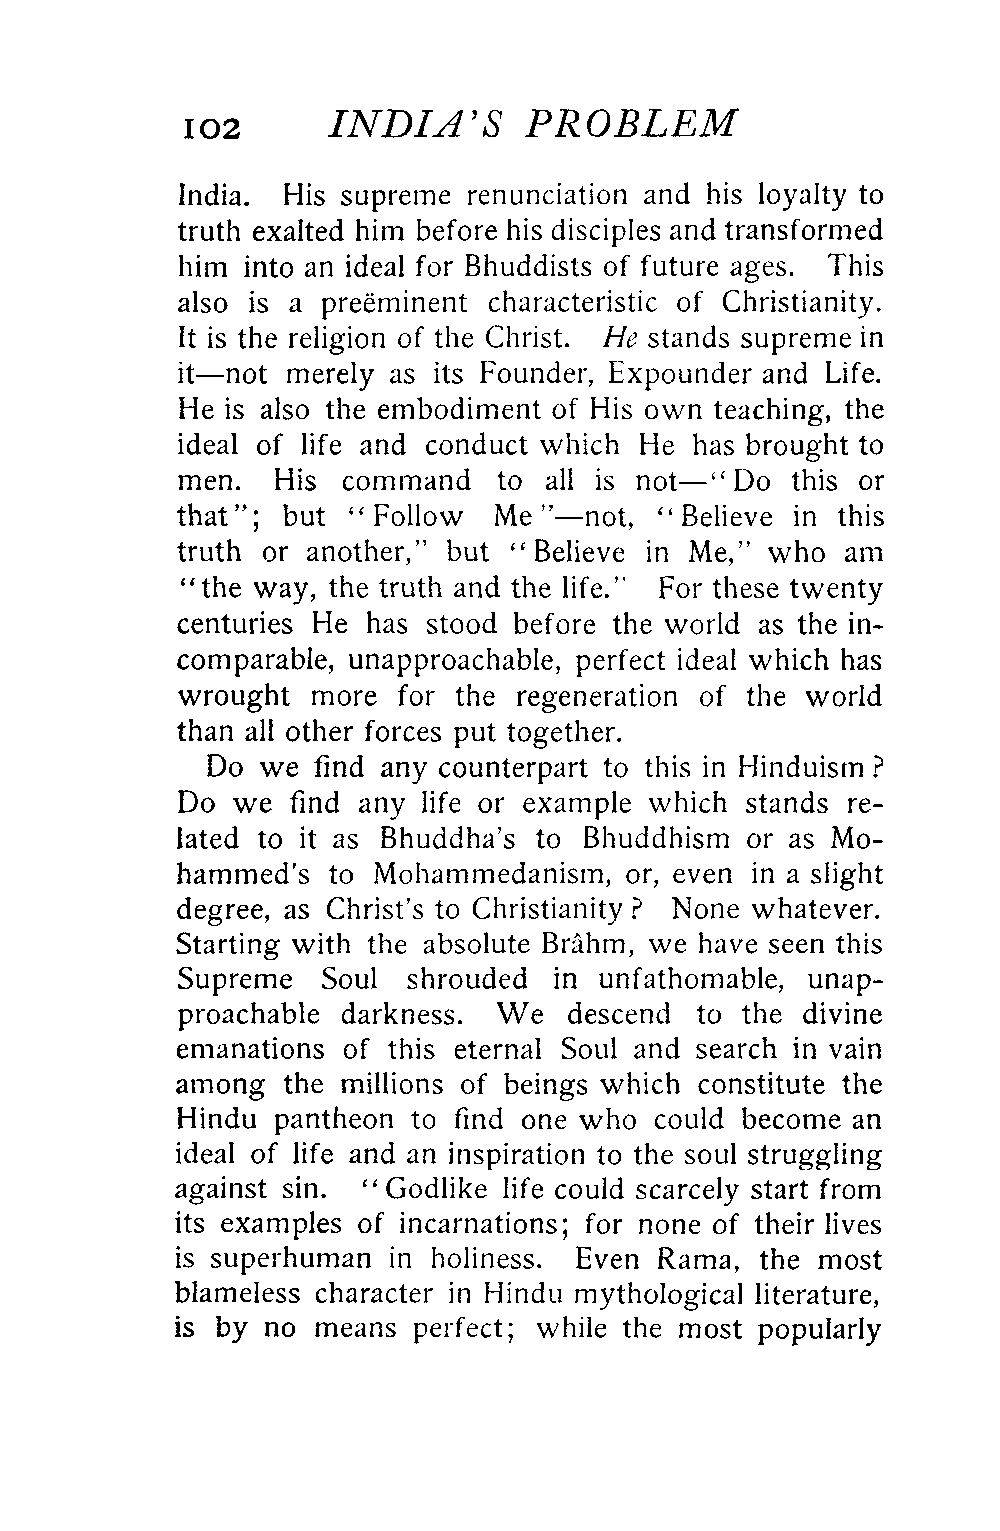 102 INDIA'S PROBLEM
India. His supreme renunciation and his loyalty to
truth exalted him before his disciples and transformed
him into an ideal for Bhuddists of future ages. This
also is a preëminent characteristic of Christianity.
It is the religion of the Christ. He stands supreme in
it—not merely as its Founder, Expounder and Life.
He is also the embodiment of His own teaching, the
ideal of life and conduct which He has brought to
men. His command to all is not—"Do this or
that"; but "Follow Me"—not, "Believe in this
truth or another," but "Believe in Me," who am
"the way, the truth and the life." For these twenty
centuries He has stood before the world as the in-
comparable, unapproachable, perfect ideal which has
wrought more for the regeneration of the world
than all other forces put together.
Do we find any counterpart to this in Hinduism?
Do we find any life or example which stands re-
lated to it as Bhuddha's to Bhuddhism or as Mo-
hammed's to Mohammedanism, or, even in a slight
degree, as Christ's to Christianity? None whatever.
Starting with the absolute Brâhm, we have seen this
Supreme Soul shrouded in unfathomable, unap-
proachable darkness. We descend to the divine
emanations of this eternal Soul and search in vain
among the millions of beings which constitute the
Hindu pantheon to find one who could become an
ideal of life and an inspiration to the soul struggling
against sin. "Godlike life could scarcely start from
its examples of incarnations; for none of their lives
is superhuman in holiness. Even Rama, the most
blameless character in Hindu mythological literature,
is by no means perfect; while the most popularly